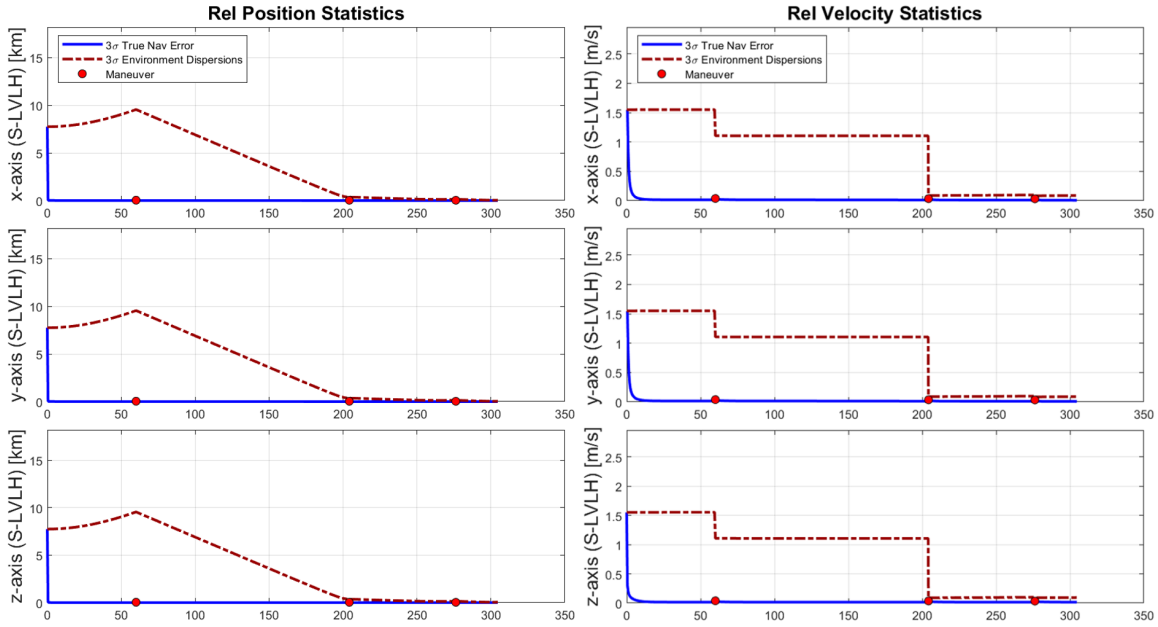 Rel Position Statistics
x-axis (S-LVLH) [km]
15
10
5
0
3σ True Nav Error
3σ Environment Dispersions
Maneuver
0 50 100 150 200 250 300 350
y-axis (S-LVLH) [km]
15
10
5
0
0 50 100 150 200 250 300 350
z-axis (S-LVLH) [km]
15
10
5
0
0 50 100 150 200 250 300 350
Rel Velocity Statistics
x-axis (S-LVLH) [m/s]
2.5
2
1.5
1
0.5
0
3σ True Nav Error
3σ Environment Dispersions
Maneuver
0 50 100 150 200 250 300 350
y-axis (S-LVLH) [m/s]
2.5
2
1.5
1
0.5
0
0 50 100 150 200 250 300 350
z-axis (S-LVLH) [m/s]
2.5
2
1.5
1
0.5
0
0 50 100 150 200 250 300 350